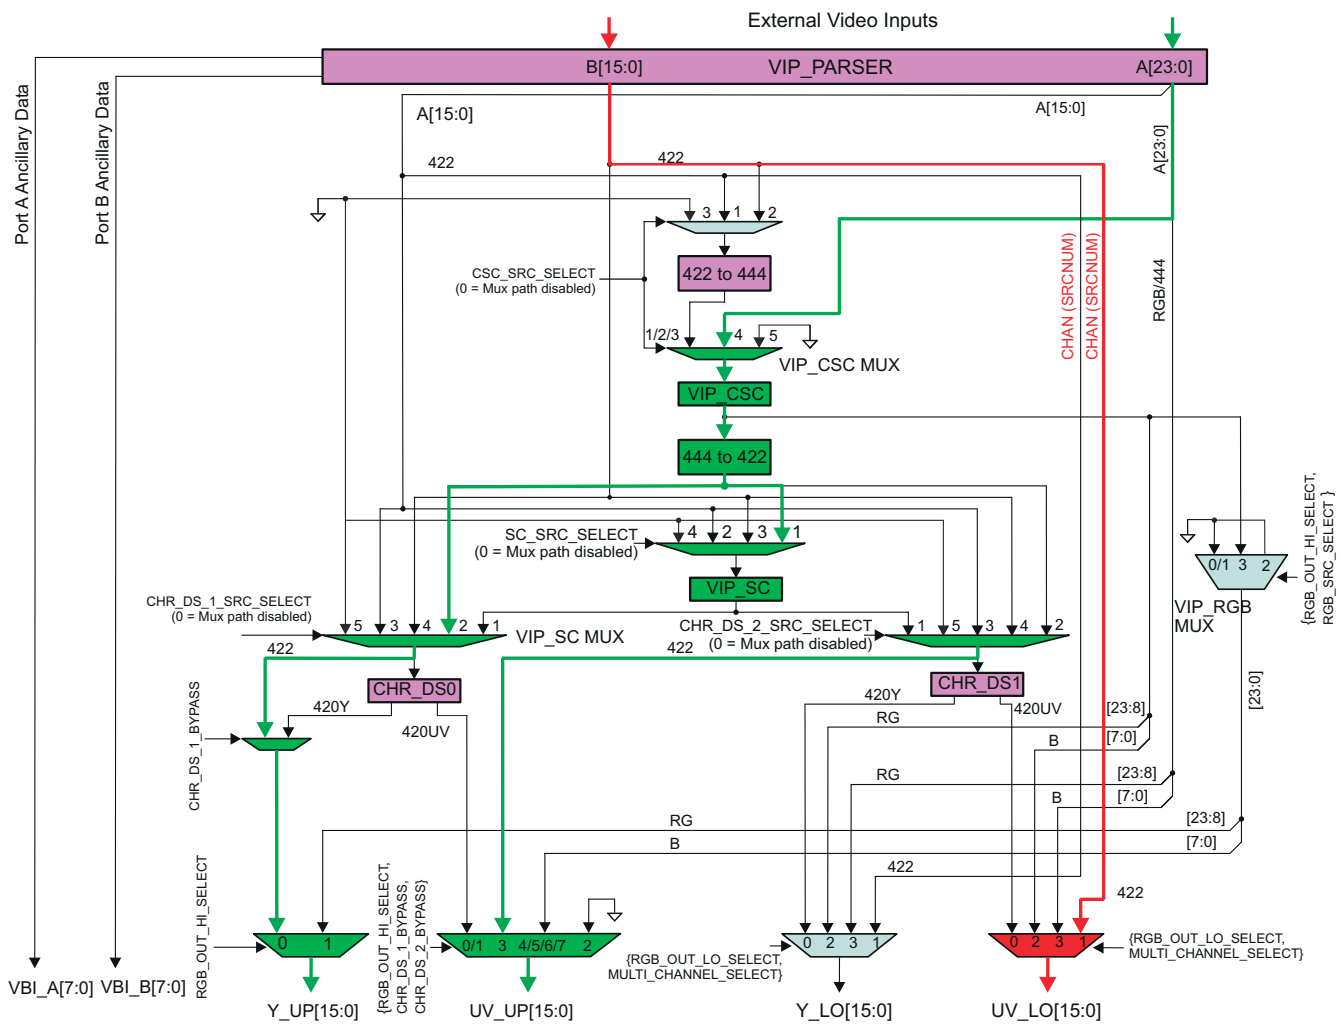 External Video Inputs
B[15:0]
VIP_PARSER
A[23:0]
Port A Ancillary Data
Port B Ancillary Data
A[15:0]
A[15:0]
A[23:0]
422
422
3 1 2
CSC_SRC_SELECT
(0 = Mux path disabled)
422 to 444
CHAN (SRCNUM)
CHAN (SRCNUM)
RGB/444
1/2/3 4 5
VIP_CSC MUX
VIP_CSC
444 to 422
SC_SRC_SELECT
(0 = Mux path disabled)
4 2 3 1
VIP_SC
{RGB_OUT_HI_SELECT,
RGB_SRC_SELECT }
0/1 3 2
VIP_RGB
MUX
CHR_DS_1_SRC_SELECT
(0 = Mux path disabled)
5 3 4 2 1
VIP_SC MUX
CHR_DS_2_SRC_SELECT
(0 = Mux path disabled)
1 5 3 4 2
422
422
CHR_DS0
CHR_DS1
[23:0]
420Y
420UV
420Y
420UV
CHR_DS_1_BYPASS
RG
[23:8]
B
[7:0]
RG
[23:8]
B
[7:0]
RG
[23:8]
B
[7:0]
422
422
RGB_OUT_HI_SELECT
0 1
{RGB_OUT_HI_SELECT,
CHR_DS_1_BYPASS,
CHR_DS_2_BYPASS}
0/1 3 4/5/6/7 2
{RGB_OUT_LO_SELECT,
MULTI_CHANNEL_SELECT}
0 2 3 1
0 2 3 1
{RGB_OUT_LO_SELECT,
MULTI_CHANNEL_SELECT}
VBI_A[7:0]
VBI_B[7:0]
Y_UP[15:0]
UV_UP[15:0]
Y_LO[15:0]
UV_LO[15:0]